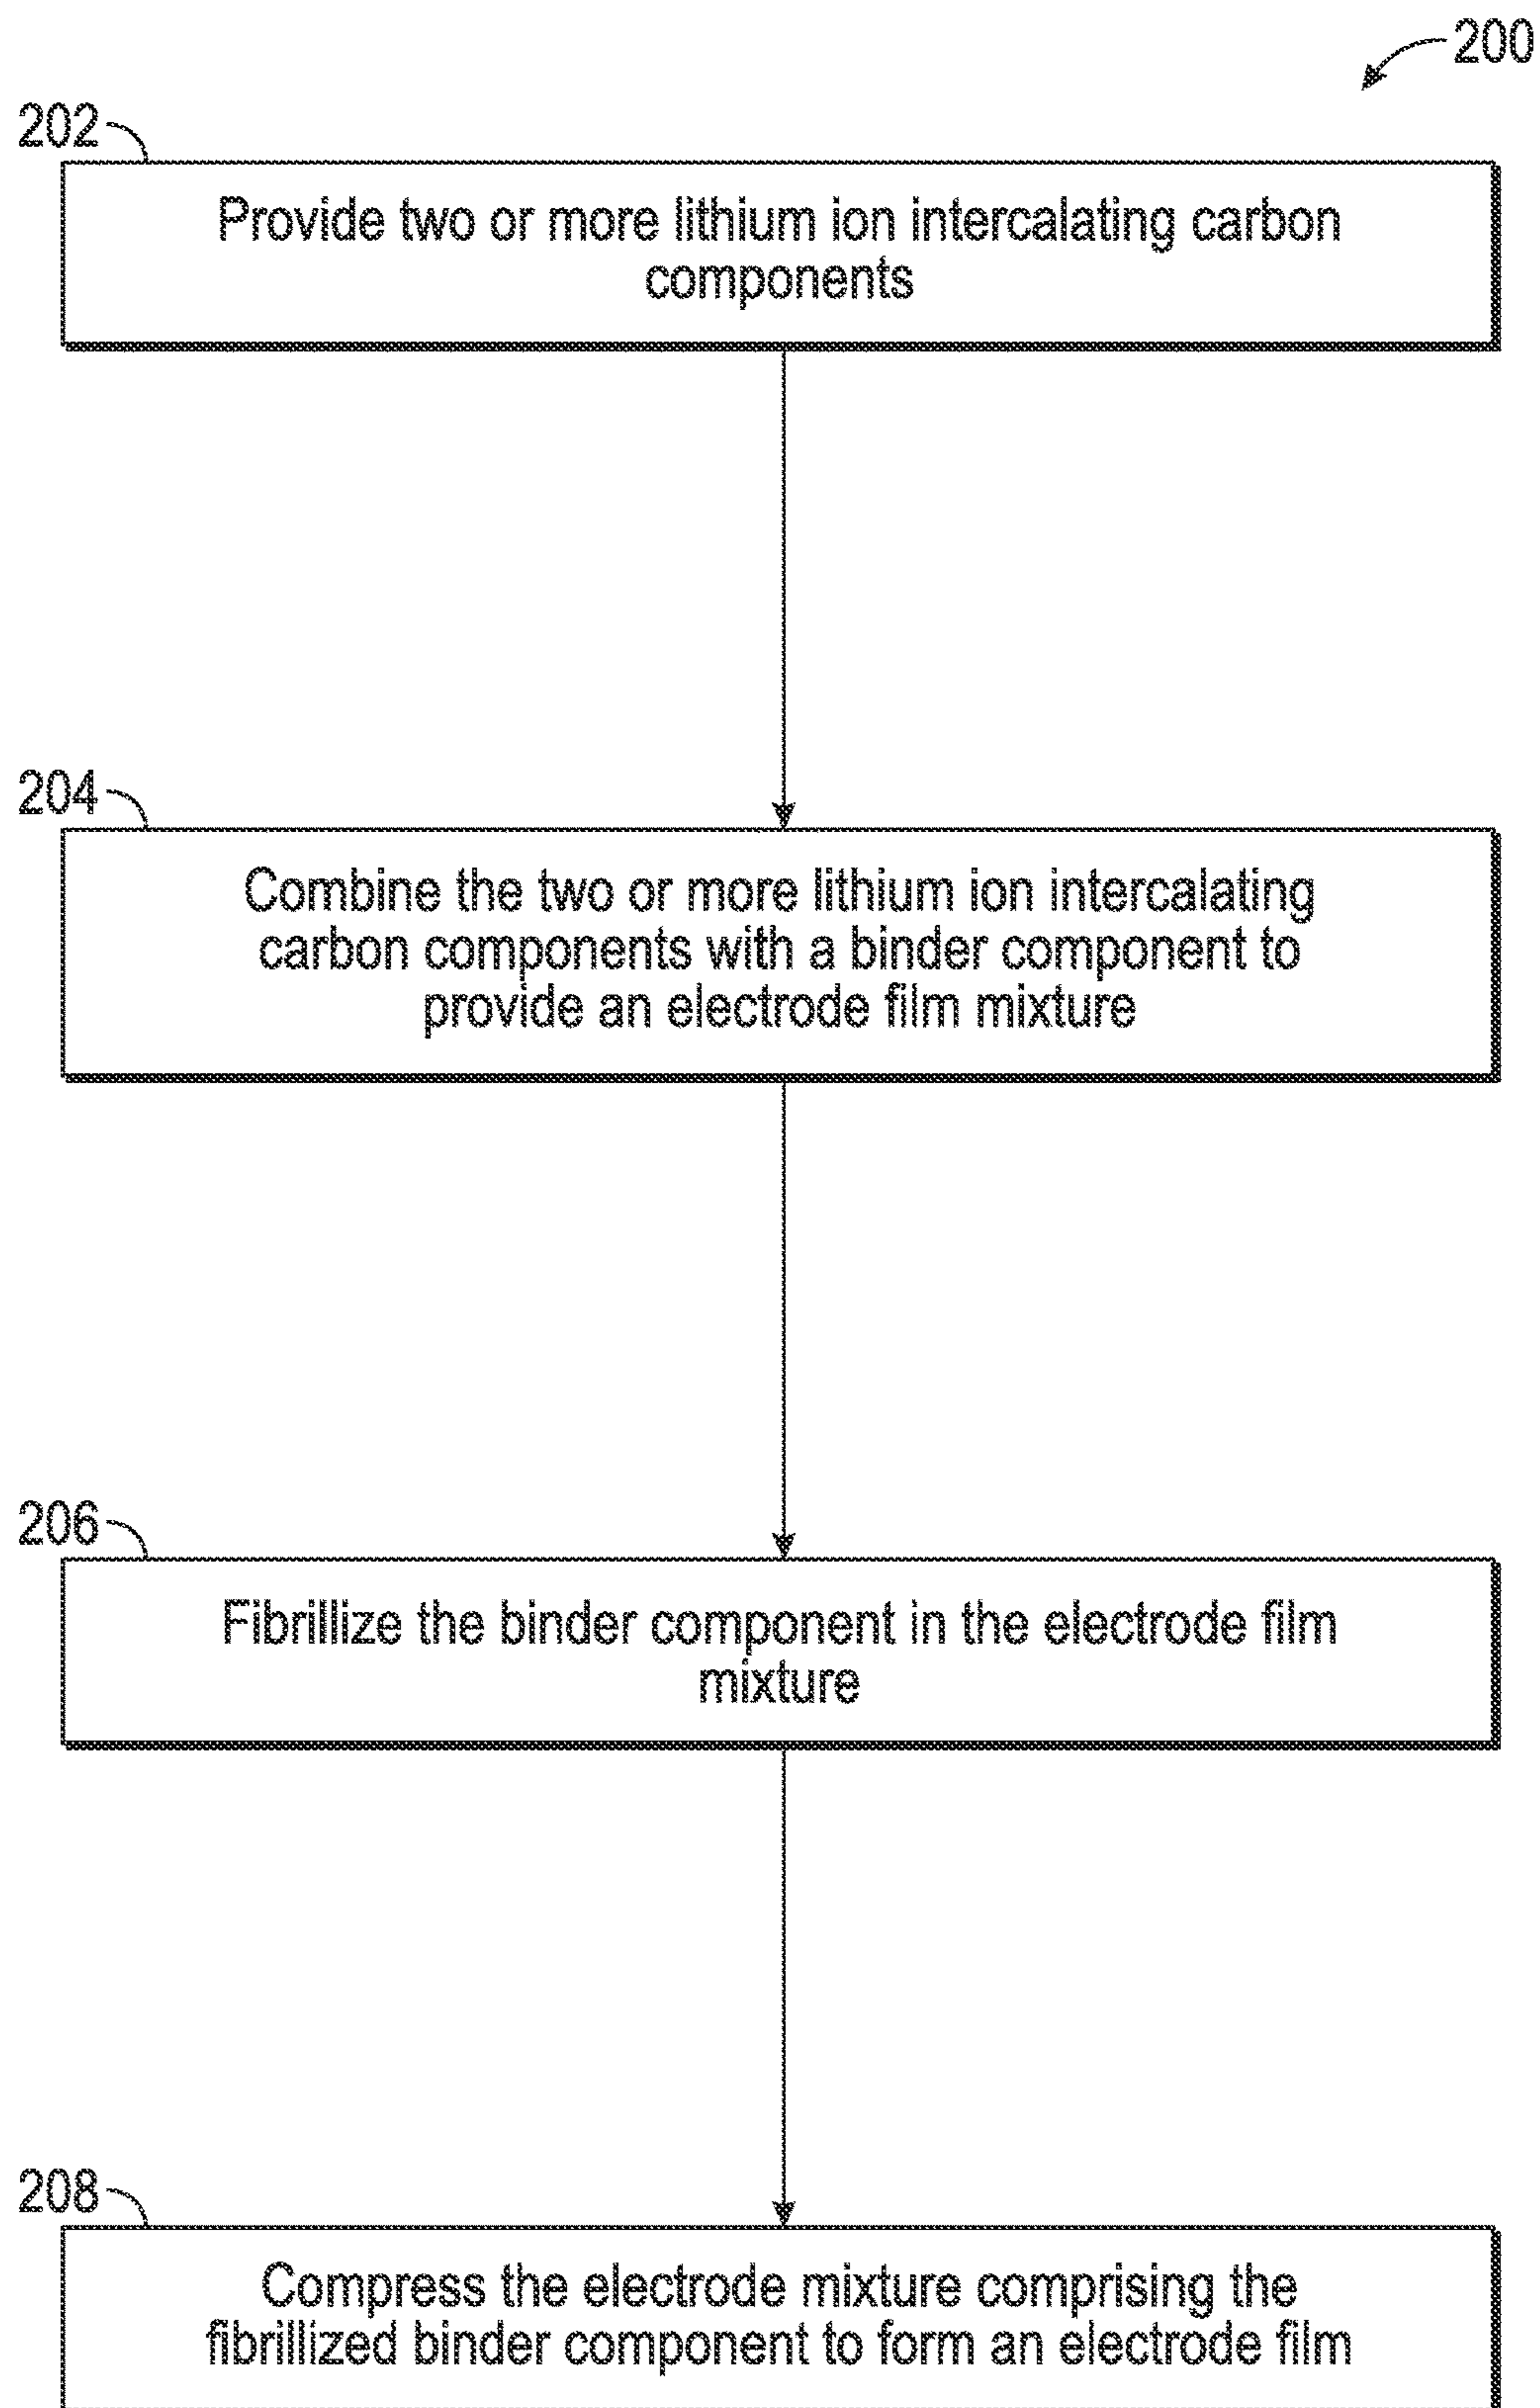 200
202
Provide two or more lithium ion intercalating carbon
components
204
Combine the two or more lithium ion intercalating
carbon components with a binder component to
provide an electrode film mixture
206
Fibrillize the binder component in the electrode film
mixture
208
Compress the electrode mixture comprising the
fibrillized binder component to form an electrode film